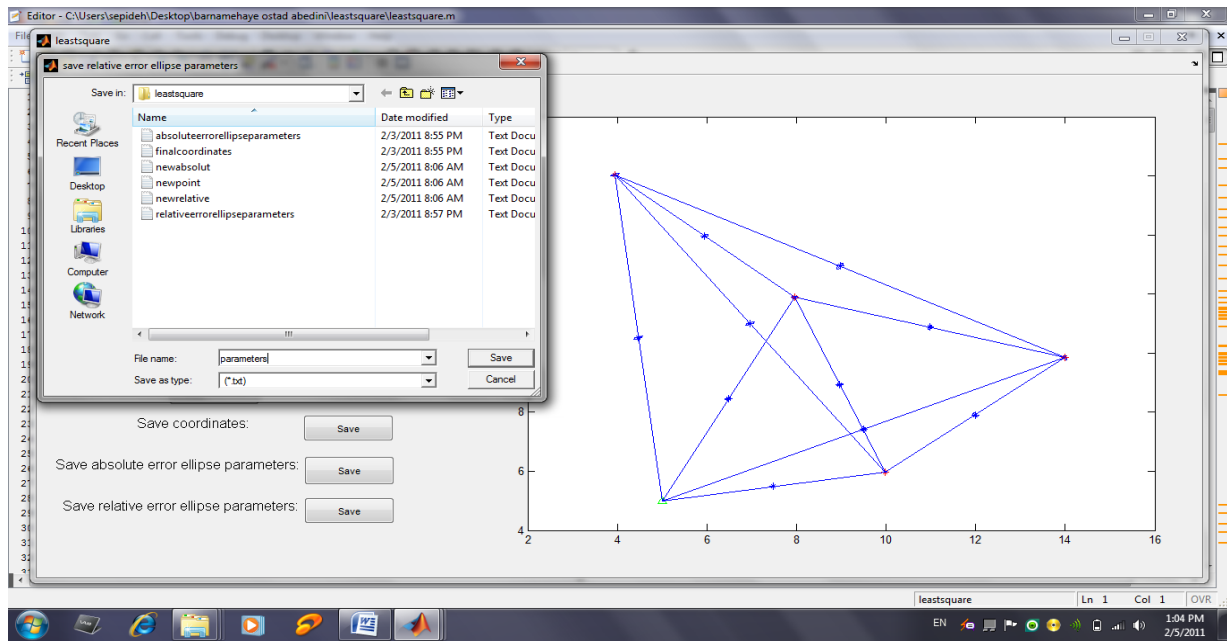 Editor - C:\Users\sepideh\Desktop\barnamehaye ostad abedini\leastsquare\leastsquare.m
leastsquare
save relative error ellipse parameters
Save in:
leastsquare
Name
Date modified
Type
Recent Places
Desktop
Libraries
Computer
Network
absoluteerrorellipseparameters
2/3/2011 8:55 PM
Text Docu
finalcoordinates
2/3/2011 8:55 PM
Text Docu
newabsolut
2/5/2011 8:06 AM
Text Docu
newpoint
2/5/2011 8:06 AM
Text Docu
newrelative
2/5/2011 8:06 AM
Text Docu
relativeerrorellipseparameters
2/3/2011 8:57 PM
Text Docu
File name:
parameters
Save
Save as type:
(*.txt)
Cancel
Save coordinates:
Save
Save absolute error ellipse parameters:
Save
Save relative error ellipse parameters:
Save
8
6
4
2
4
6
8
10
12
14
16
leastsquare
Ln 1
Col 1
OVR
EN
1:04 PM
2/5/2011